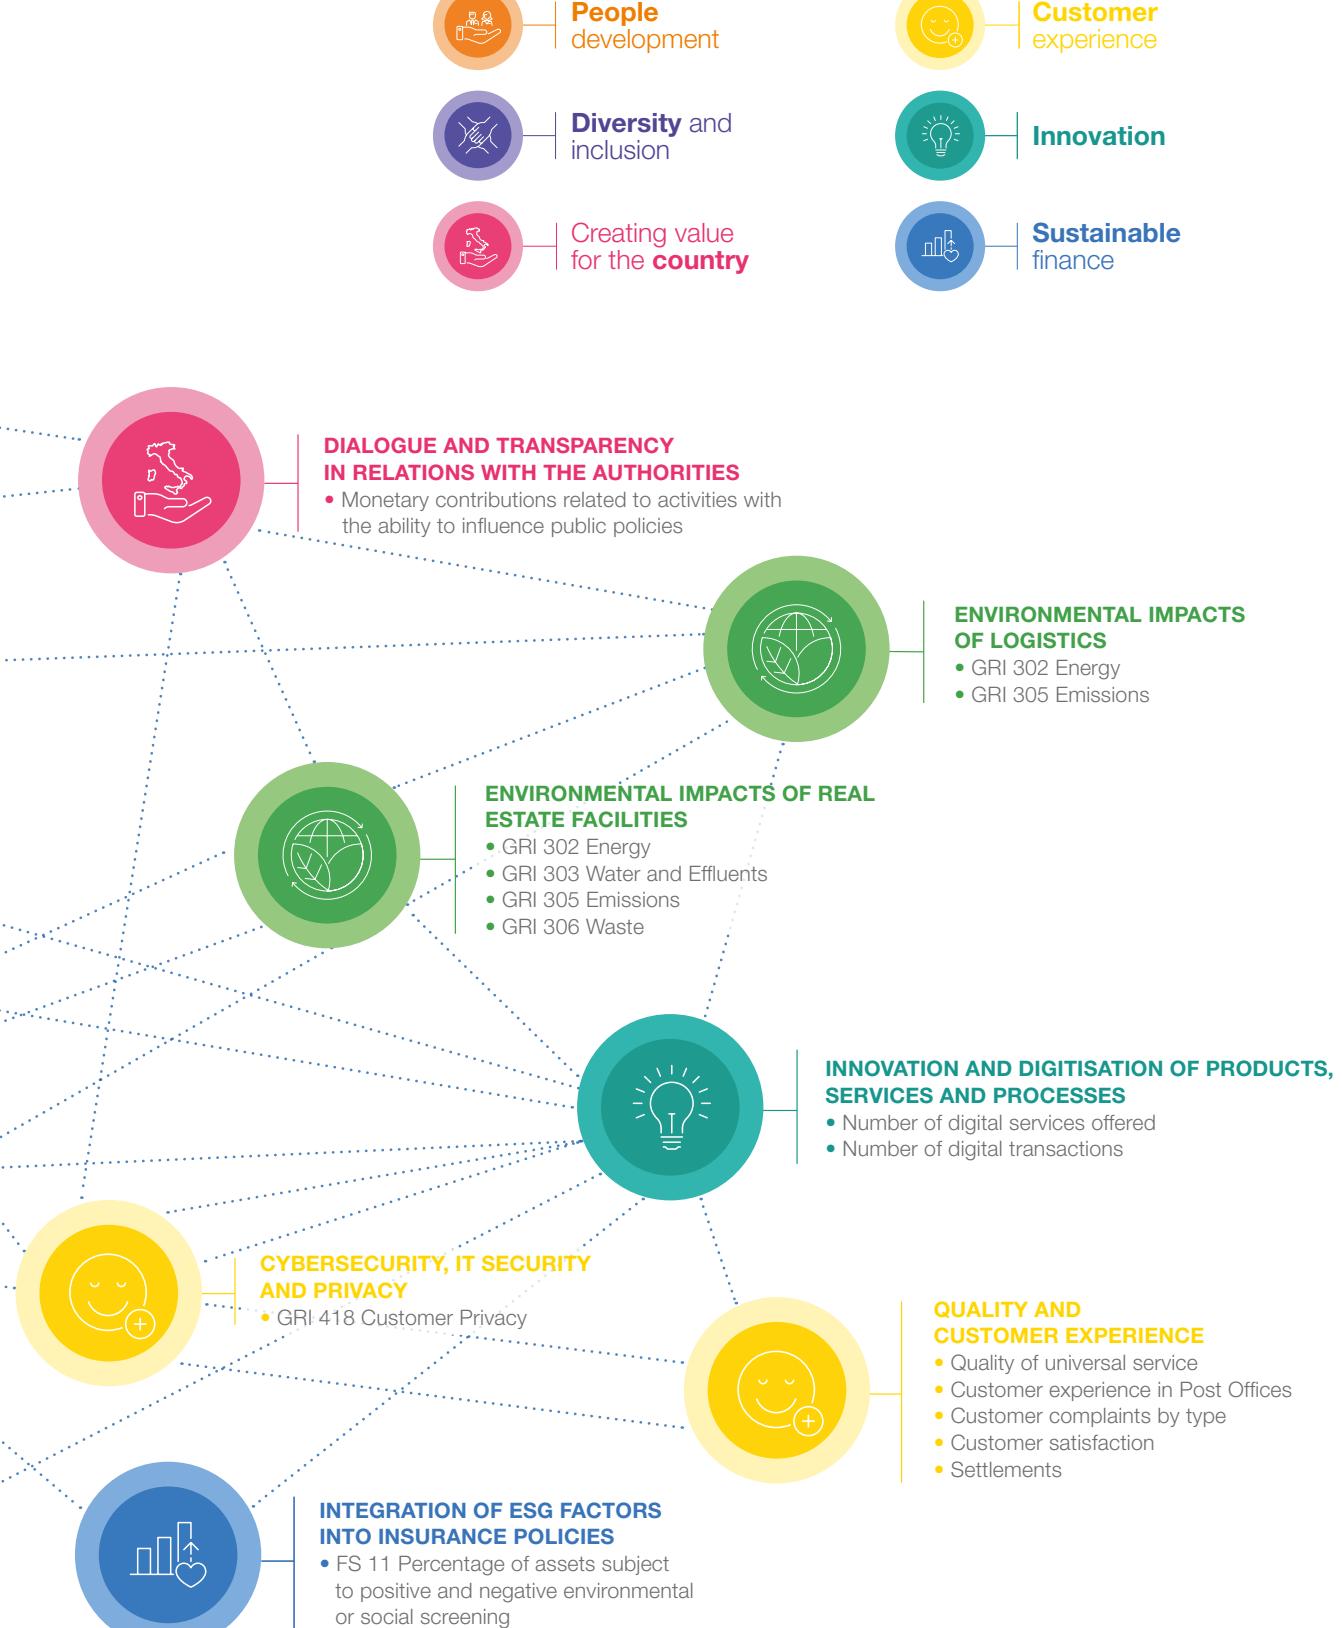 People
development
Customer
experience
Diversity and
inclusion
Innovation
Creating value
for the country
Sustainable
finance
DIALOGUE AND TRANSPARENCY
IN RELATIONS WITH THE AUTHORITIES
• Monetary contributions related to activities with
the ability to influence public policies
ENVIRONMENTAL IMPACTS
OF LOGISTICS
• GRI 302 Energy
• GRI 305 Emissions
ENVIRONMENTAL IMPACTS OF REAL
ESTATE FACILITIES
• GRI 302 Energy
• GRI 303 Water and Effluents
• GRI 305 Emissions
• GRI 306 Waste
INNOVATION AND DIGITISATION OF PRODUCTS,
SERVICES AND PROCESSES
• Number of digital services offered
• Number of digital transactions
CYBERSECURITY, IT SECURITY
AND PRIVACY
• GRI 418 Customer Privacy
QUALITY AND
CUSTOMER EXPERIENCE
• Quality of universal service
• Customer experience in Post Offices
• Customer complaints by type
• Customer satisfaction
• Settlements
INTEGRATION OF ESG FACTORS
INTO INSURANCE POLICIES
• FS 11 Percentage of assets subject
to positive and negative environmental
or social screening